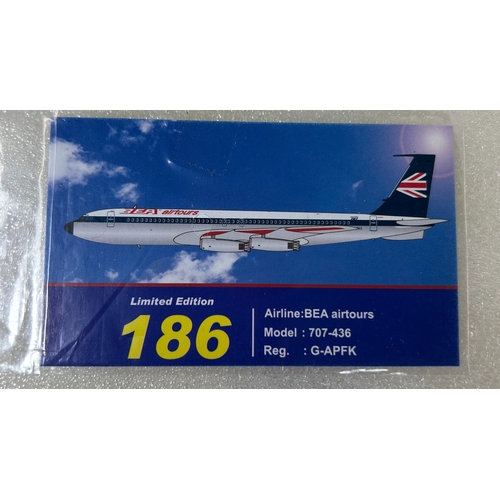 BEA airtours
Limited Edition
186
Airline:BEA airtours
Model : 707-436
Reg. : G-APFK